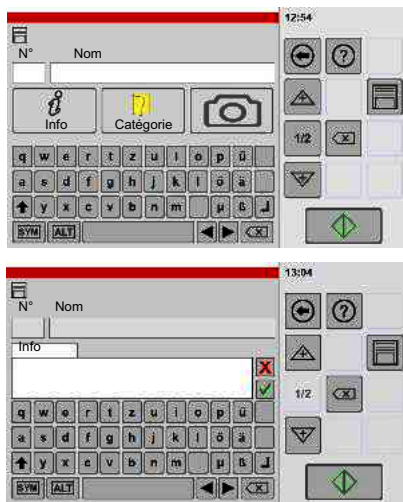 12:54
N° Nom
Info Catégorie
q w e r t z u i o p ü
a s d f g h j k l ö ä
1/2
y x c v b n m µ ß
SYM ALT
13:04
N° Nom
Info
1/2
q w e r t z u i o p ü
a s d f g h j k l ö ä
y x c v b n m µ ß
SYM ALT